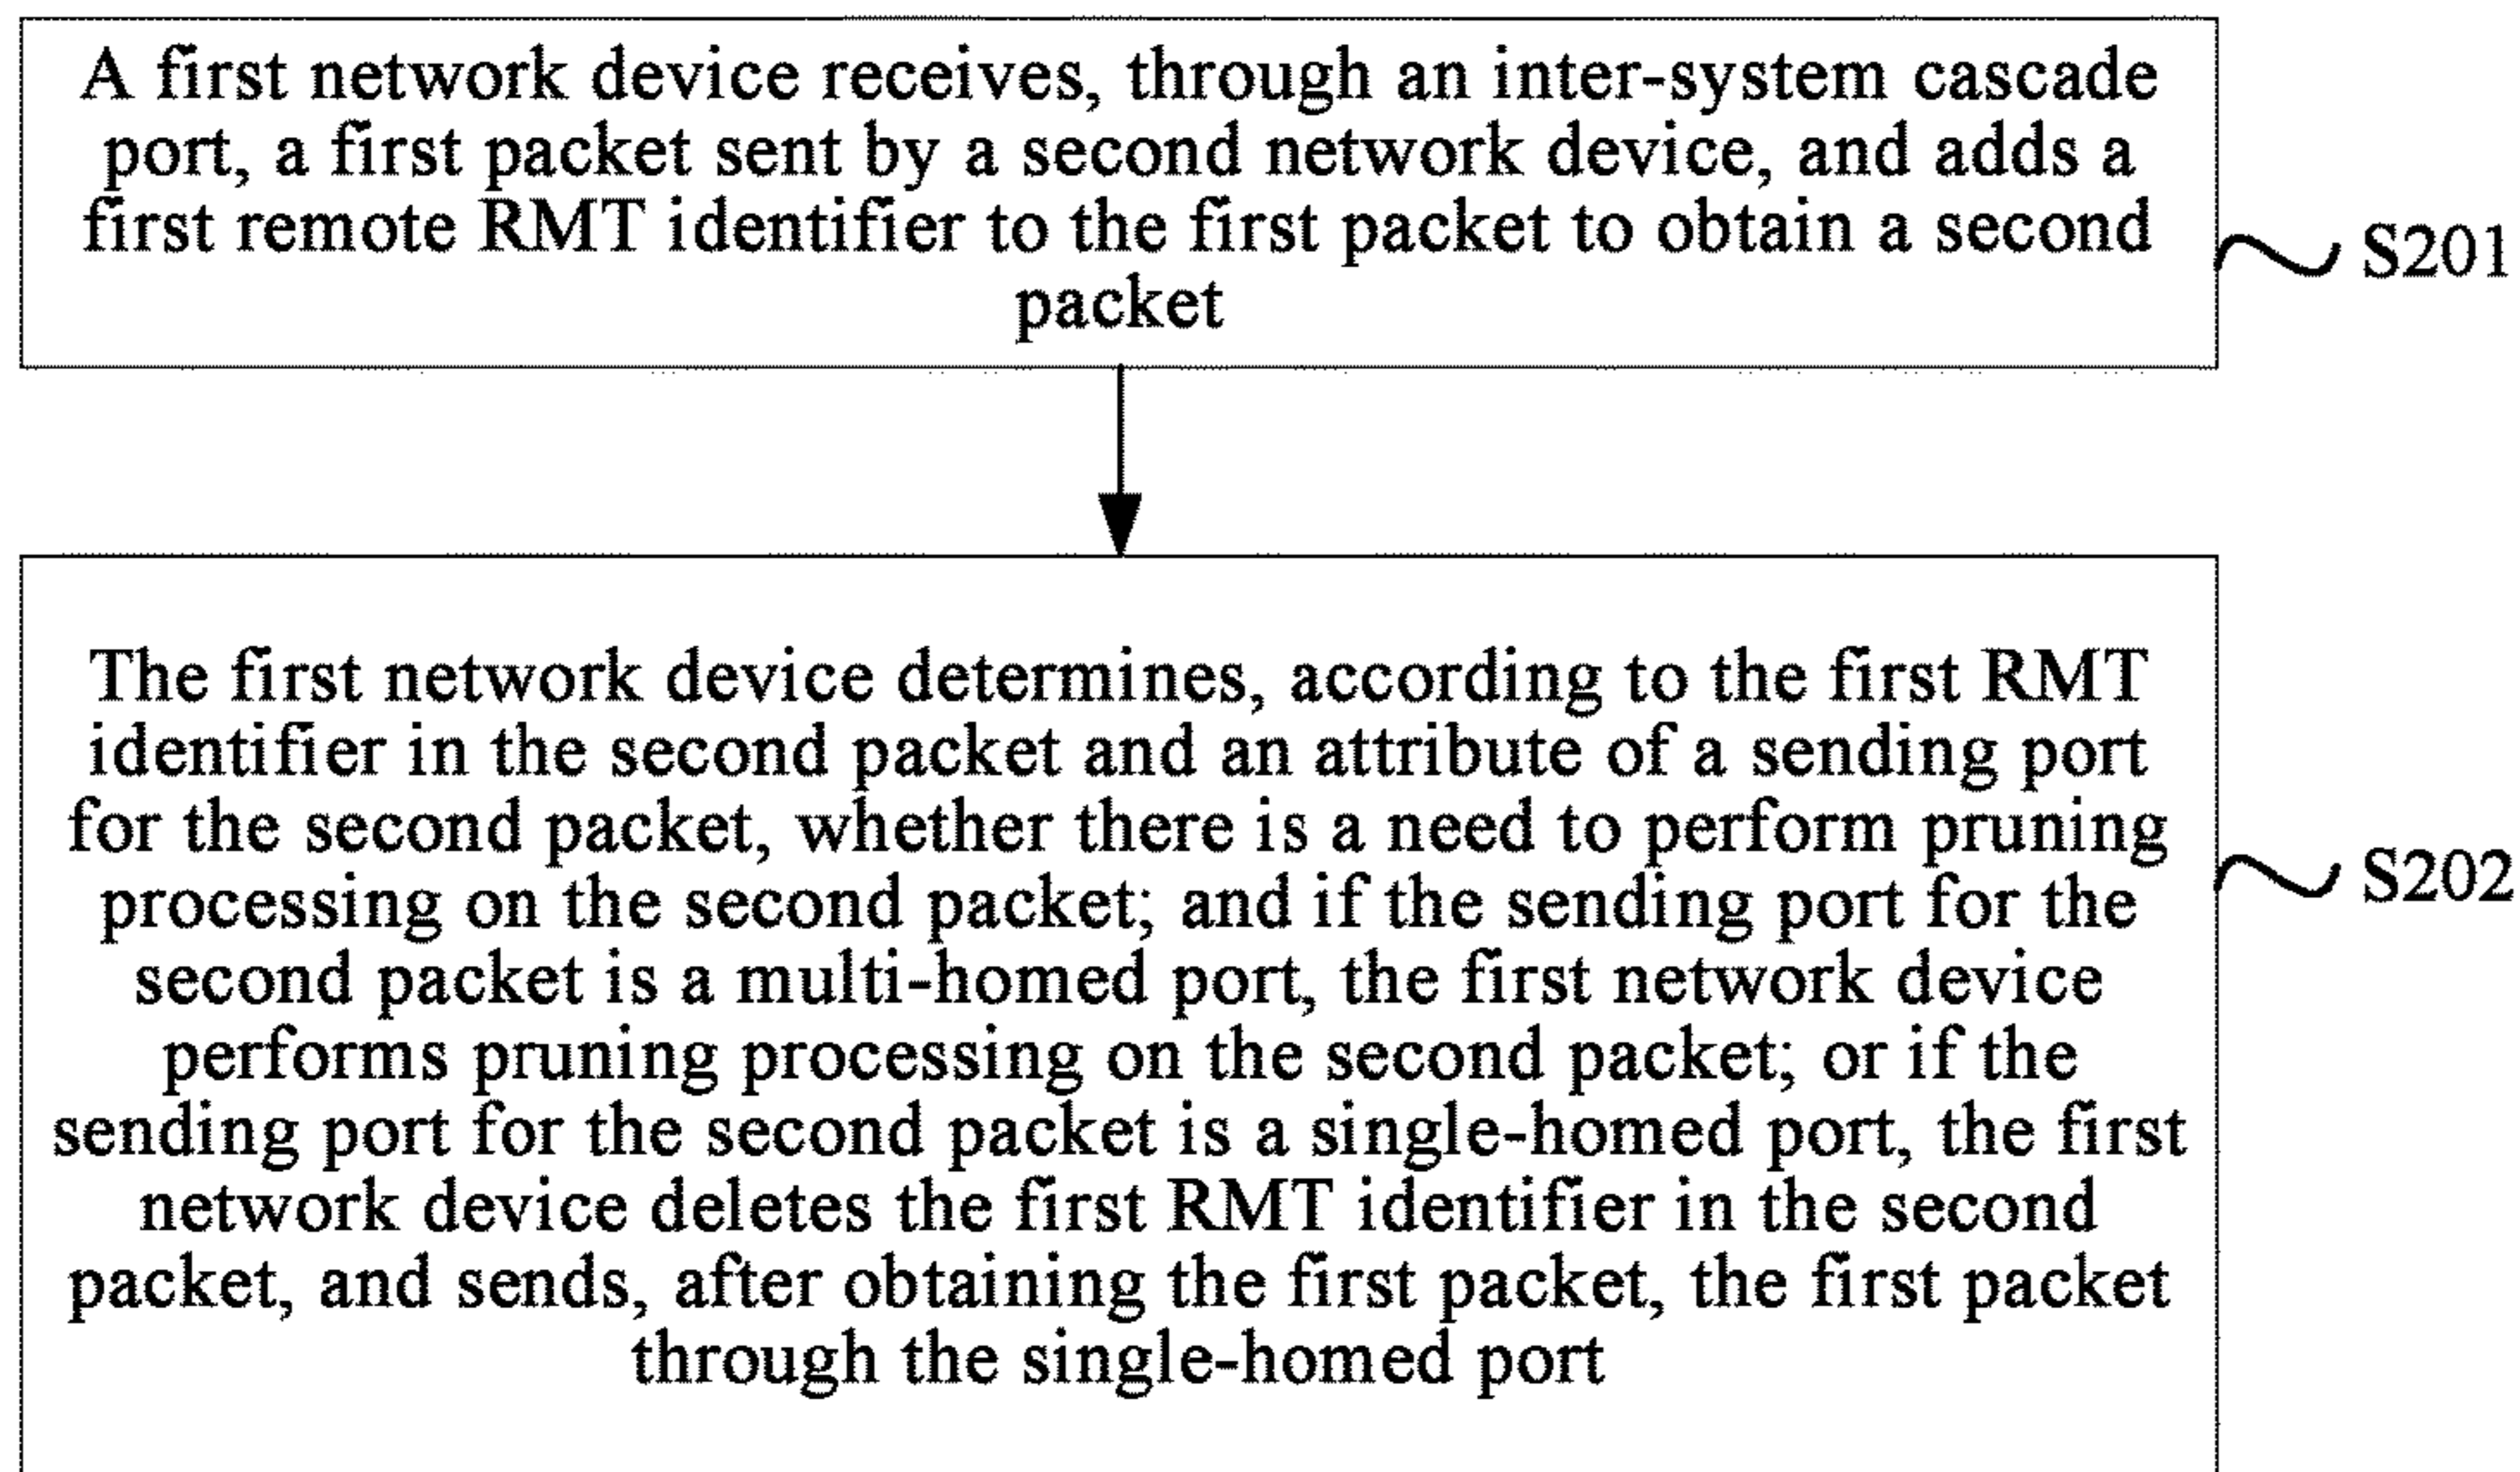 A first network device receives, through an inter-system cascade
port, a first packet sent by a second network device, and adds a
first remote RMT identifier to the first packet to obtain a second
packet
S201
The first network device determines, according to the first RMT
identifier in the second packet and an attribute of a sending port
for the second packet, whether there is a need to perform pruning
processing on the second packet; and if the sending port for the
second packet is a multi-homed port, the first network device
performs pruning processing on the second packet; or if the
sending port for the second packet is a single-homed port, the first
network device deletes the first RMT identifier in the second
packet, and sends, after obtaining the first packet, the first packet
through the single-homed port
S202